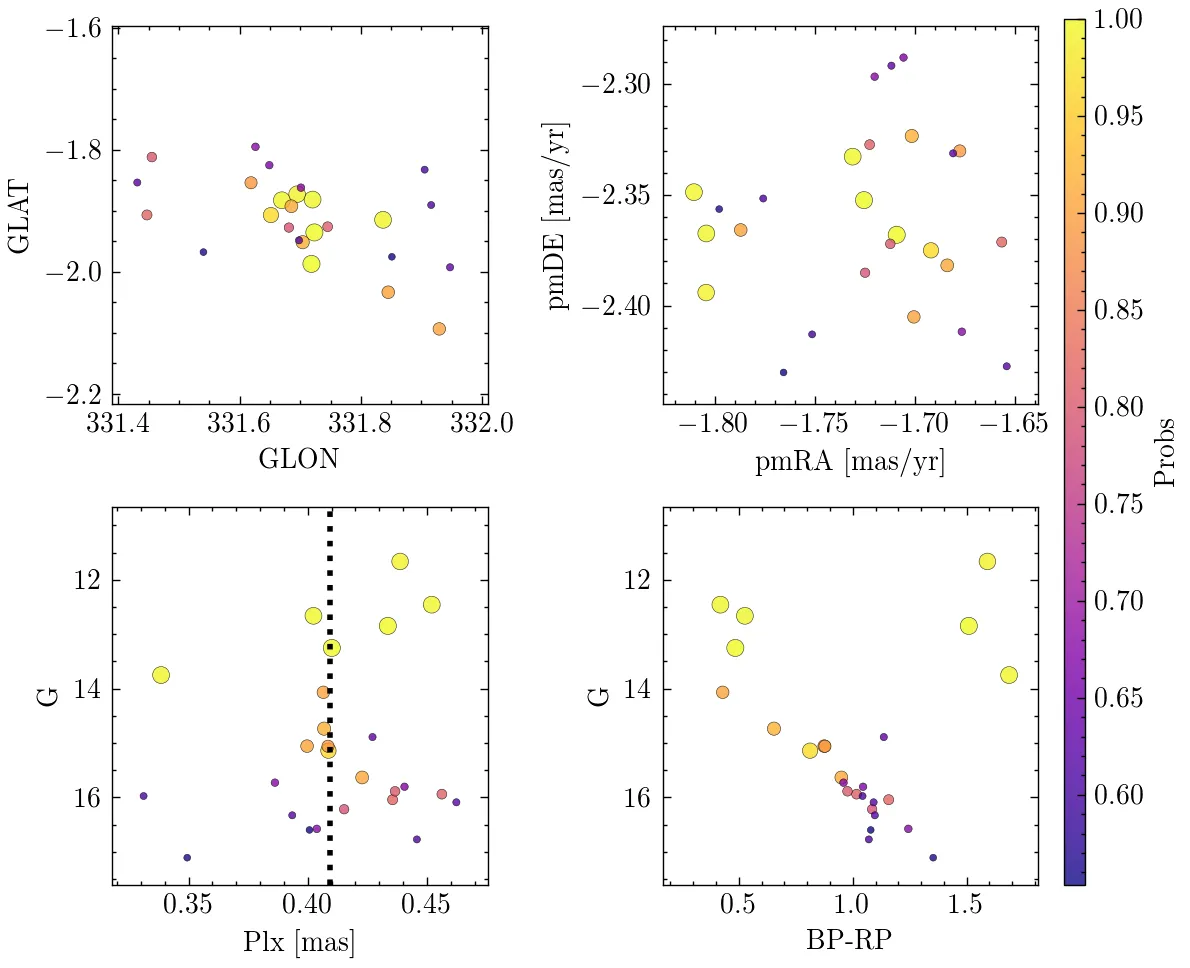 −1.6
−1.8
−2.0
−2.2
GLAT
331.4 331.6 331.8 332.0
GLON
−2.30
−2.35
−2.40
pmDE [mas/yr]
−1.80 −1.75 −1.70 −1.65
pmRA [mas/yr]
12
14
16
G
0.35 0.40 0.45
Plx [mas]
12
14
16
G
0.5 1.0 1.5
BP-RP
1.00
0.95
0.90
0.85
0.80
0.75
0.70
0.65
0.60
Probs